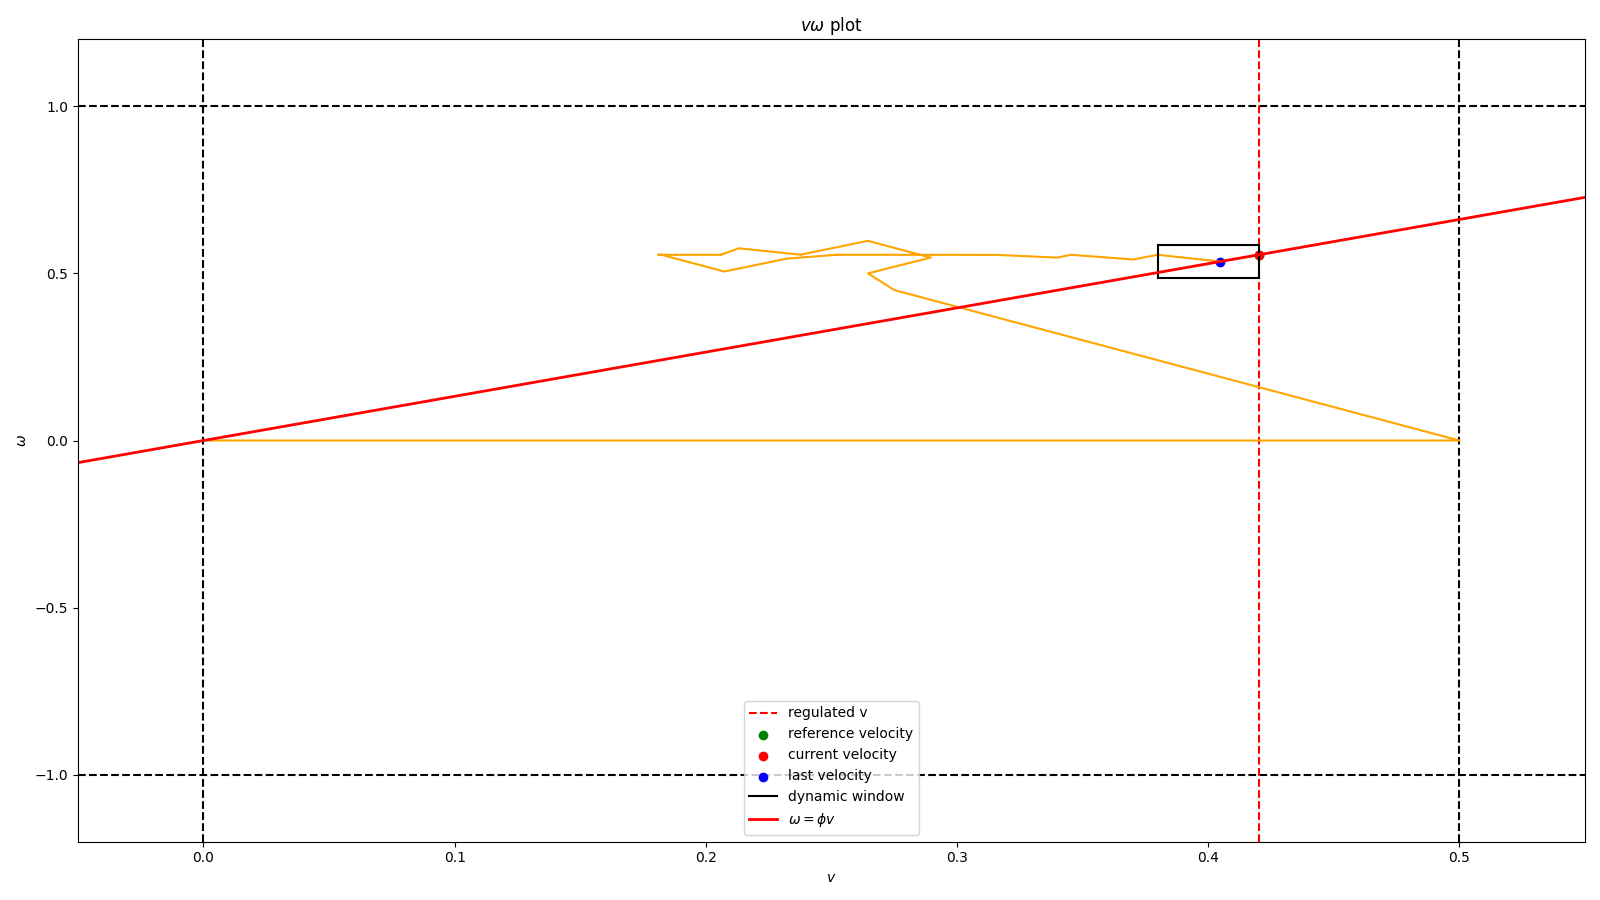 vω plot
1.0
0.5
0.0
−0.5
−1.0
ω
0.0
0.1
0.2
0.3
0.4
0.5
v
regulated v
reference velocity
current velocity
last velocity
dynamic window
ω = ϕv